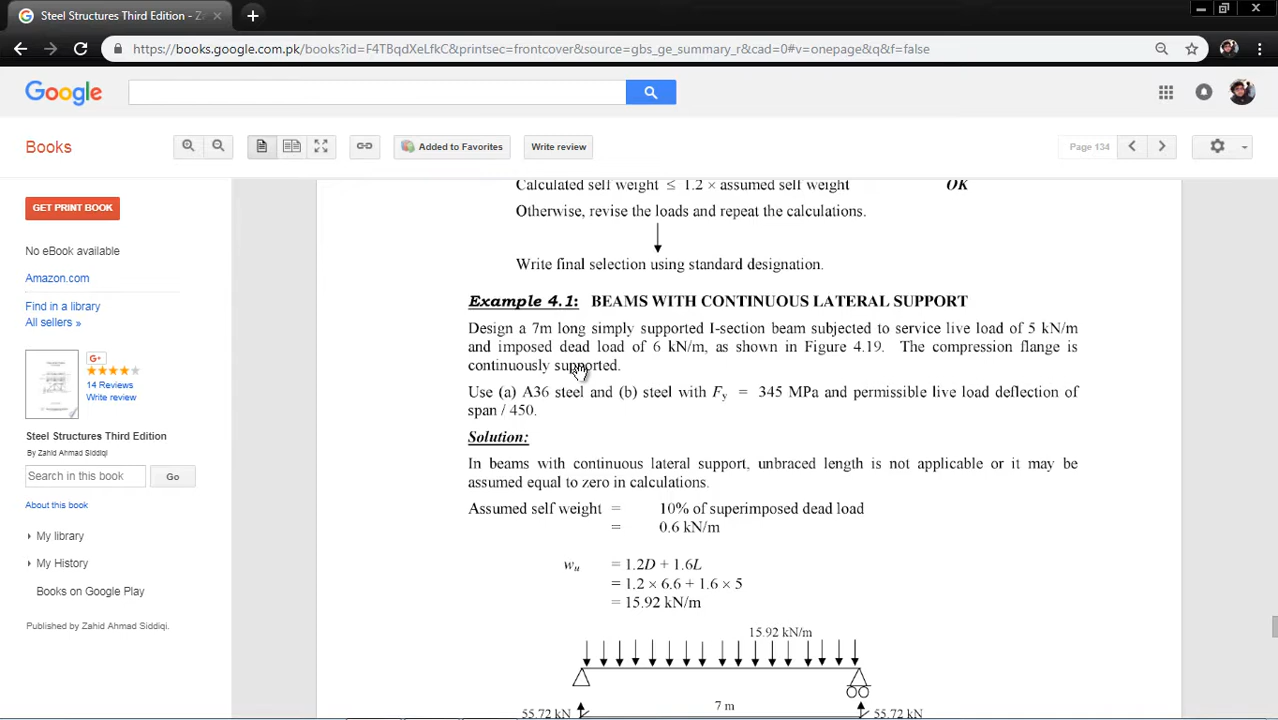 Steel Structures Third Edition - Z
https://books.google.com.pk/books?id=F4TBqdXeLfkC&printsec=frontcover&source=gbs_ge_summary_r&cad=0#v=onepage&q&f=false
Google
Books
Added to Favorites
Write review
Page 134
GET PRINT BOOK
No eBook available
Amazon.com
Find in a library
All sellers »
G+
14 Reviews
Write review
Steel Structures Third Edition
By Zahid Ahmad Siddiqi
Search in this book
Go
About this book
My library
My History
Books on Google Play
Published by Zahid Ahmad Siddiqi.
Calculated self weight ≤ 1.2 × assumed self weight OK
Otherwise, revise the loads and repeat the calculations.
Write final selection using standard designation.
Example 4.1: BEAMS WITH CONTINUOUS LATERAL SUPPORT
Design a 7m long simply supported I-section beam subjected to service live load of 5 kN/m
and imposed dead load of 6 kN/m, as shown in Figure 4.19. The compression flange is
continuously supported.
Use (a) A36 steel and (b) steel with Fy = 345 MPa and permissible live load deflection of
span / 450.
Solution:
In beams with continuous lateral support, unbraced length is not applicable or it may be
assumed equal to zero in calculations.
Assumed self weight = 10% of superimposed dead load
= 0.6 kN/m
wu = 1.2D + 1.6L
= 1.2 × 6.6 + 1.6 × 5
= 15.92 kN/m
15.92 kN/m
7 m
55.72 kN
55.72 kN